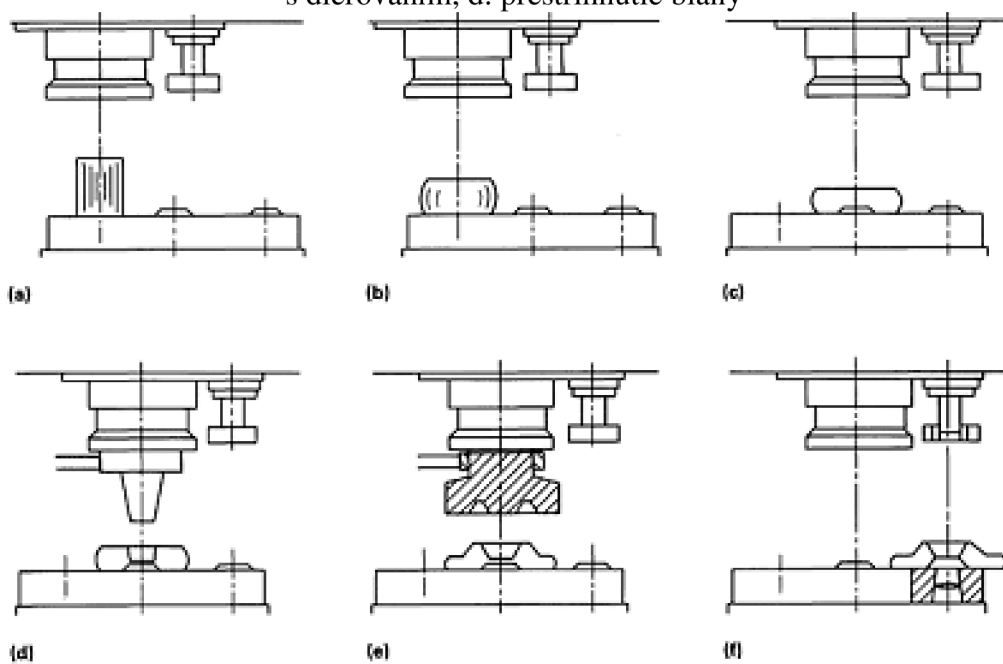 s dierovaním, d. prestrihnutie blany
(a) (b) (c)
(d) (e) (f)